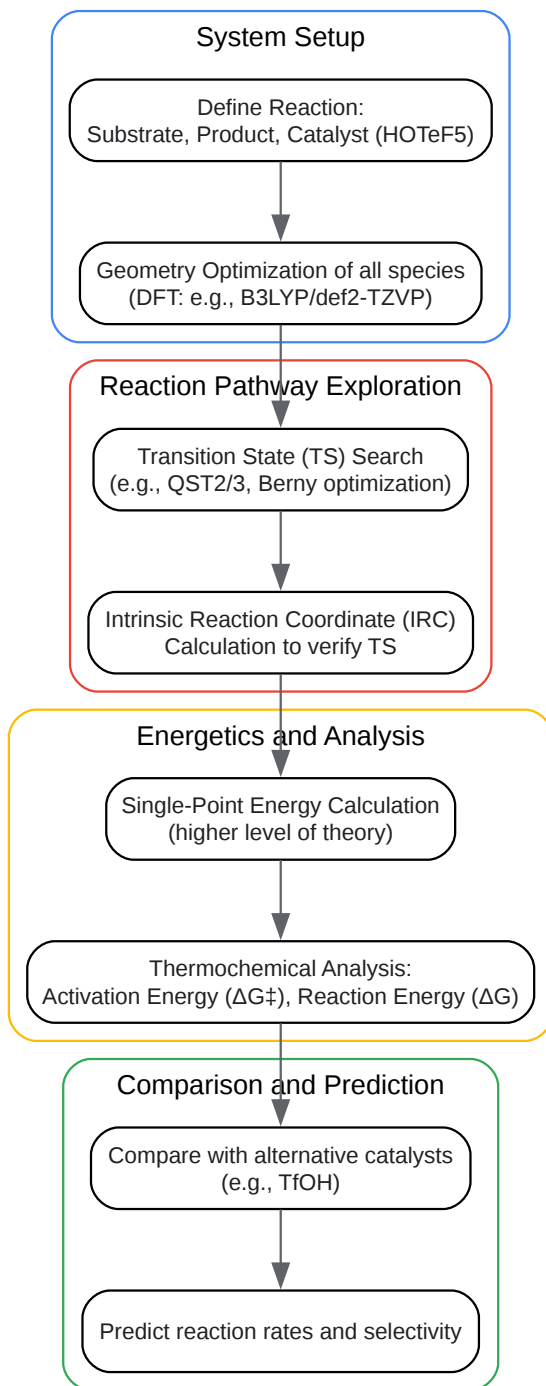 System Setup
Define Reaction:
Substrate, Product, Catalyst (HOTeF5)
Geometry Optimization of all species
(DFT: e.g., B3LYP/def2-TZVP)
Reaction Pathway Exploration
Transition State (TS) Search
(e.g., QST2/3, Berny optimization)
Intrinsic Reaction Coordinate (IRC)
Calculation to verify TS
Energetics and Analysis
Single-Point Energy Calculation
(higher level of theory)
Thermochemical Analysis:
Activation Energy (ΔG‡), Reaction Energy (ΔG)
Comparison and Prediction
Compare with alternative catalysts
(e.g., TfOH)
Predict reaction rates and selectivity